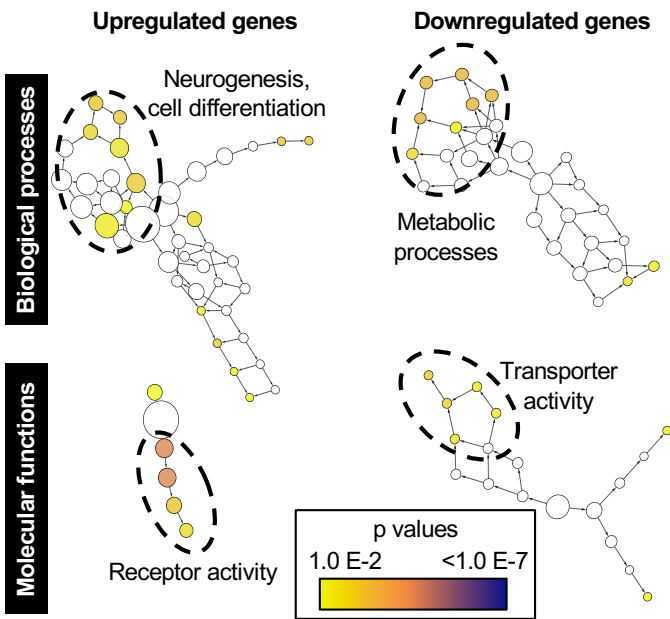 Upregulated genes
Downregulated genes
Biological processes
Neurogenesis,
cell differentiation
Metabolic
processes
Molecular functions
Receptor activity
Transporter
activity
p values
1.0 E-2
<1.0 E-7